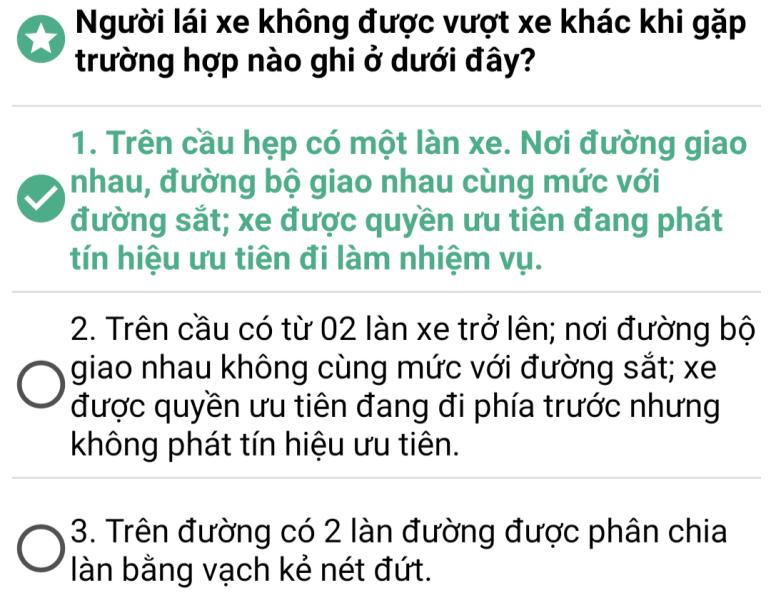 Người lái xe không được vượt xe khác khi gặp
trường hợp nào ghi ở dưới đây?
1. Trên cầu hẹp có một làn xe. Nơi đường giao
nhau, đường bộ giao nhau cùng mức với
đường sắt; xe được quyền ưu tiên đang phát
tín hiệu ưu tiên đi làm nhiệm vụ.
2. Trên cầu có từ 02 làn xe trở lên; nơi đường bộ
giao nhau không cùng mức với đường sắt; xe
được quyền ưu tiên đang đi phía trước nhưng
không phát tín hiệu ưu tiên.
3. Trên đường có 2 làn đường được phân chia
làn bằng vạch kẻ nét đứt.